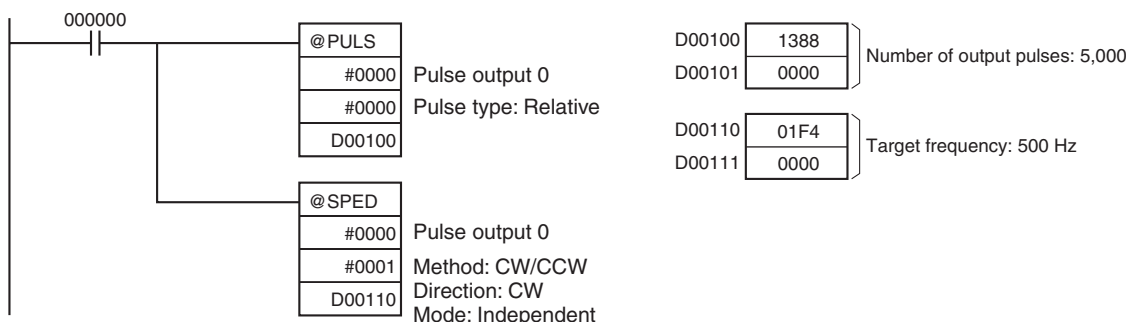 000000
@PULS
#0000 Pulse output 0
#0000 Pulse type: Relative
D00100
@SPED
#0000 Pulse output 0
#0001 Method: CW/CCW
Direction: CW
D00110
Mode: Independent
D00100 1388
D00101 0000
Number of output pulses: 5,000
D00110 01F4
D00111 0000
Target frequency: 500 Hz